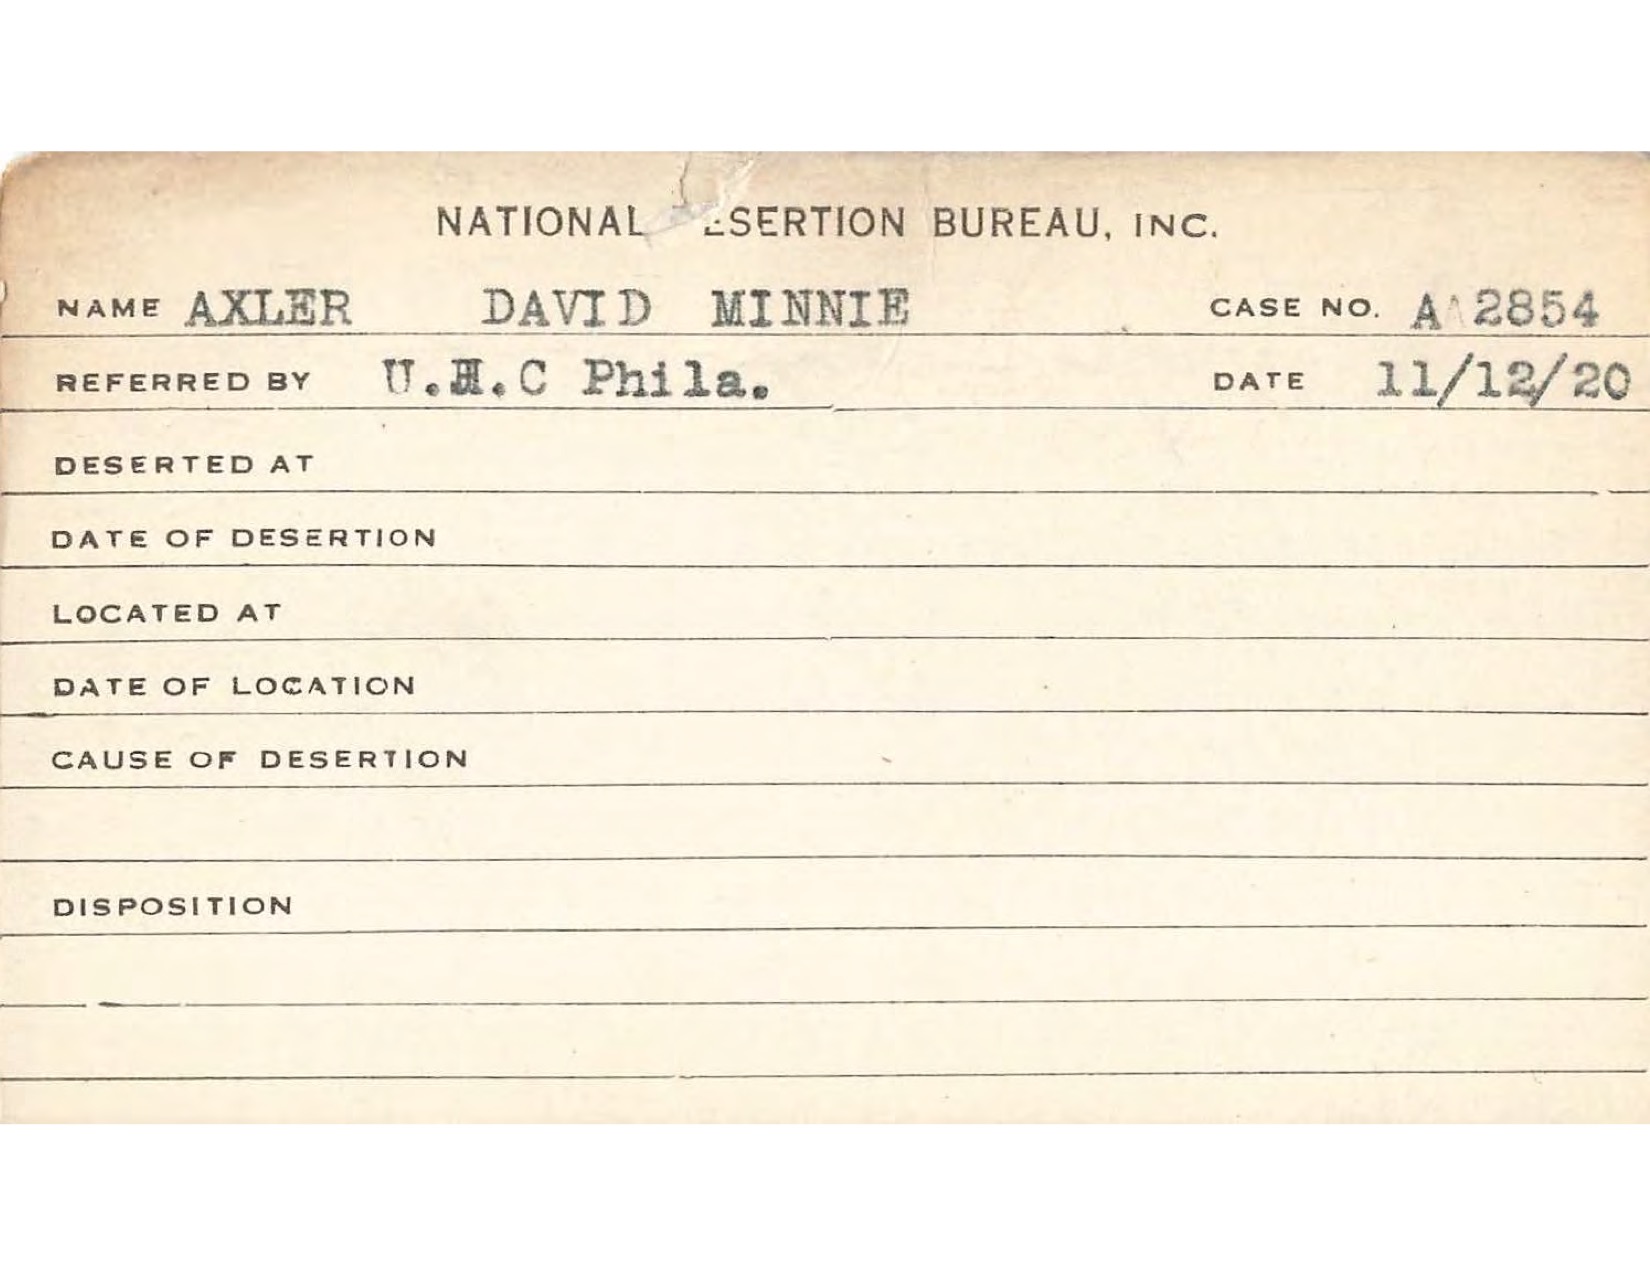 NATIONAL DESERTION BUREAU, INC.
NAME AXLER DAVID MINNIE CASE NO. A 2854
REFERRED BY U.H.C Phila. DATE 11/12/20
DESERTED AT
DATE OF DESERTION
LOCATED AT
DATE OF LOCATION
CAUSE OF DESERTION
DISPOSITION